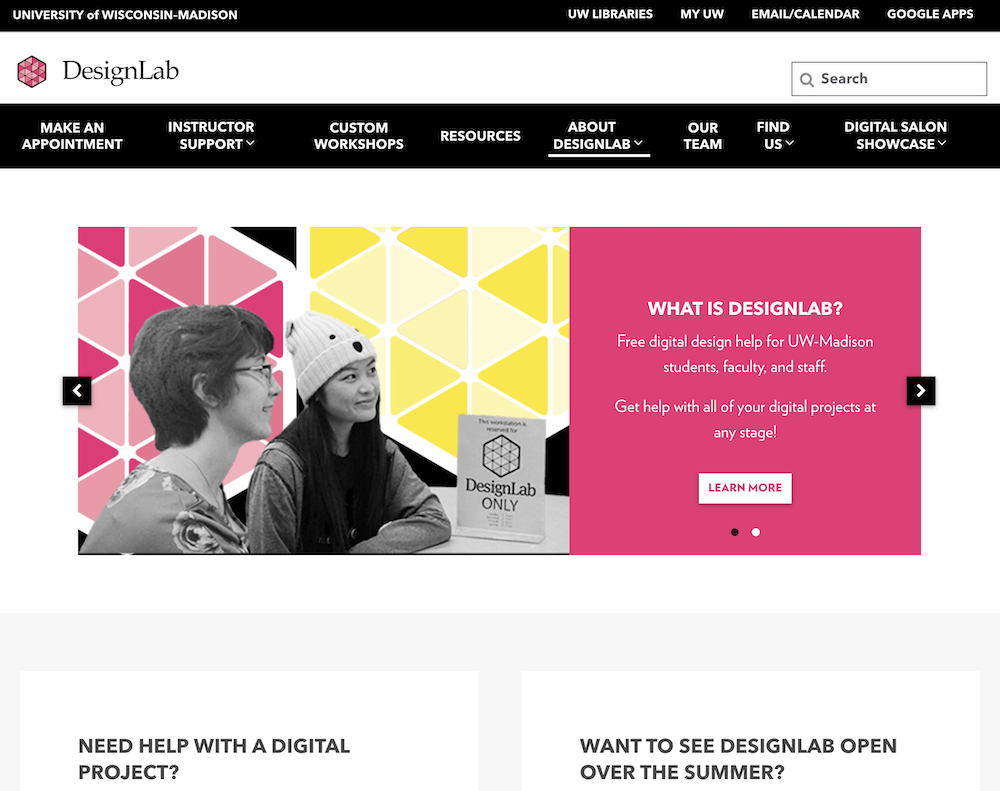 UNIVERSITY of WISCONSIN–MADISON
UW LIBRARIES
MY UW
EMAIL/CALENDAR
GOOGLE APPS
DesignLab
Search
MAKE AN
APPOINTMENT
INSTRUCTOR
SUPPORT
CUSTOM
WORKSHOPS
RESOURCES
ABOUT
DESIGNLAB
OUR
TEAM
FIND
US
DIGITAL SALON
SHOWCASE
This workstation is
reserved for
DesignLab
ONLY
WHAT IS DESIGNLAB?
Free digital design help for UW-Madison
students, faculty, and staff.
Get help with all of your digital projects at
any stage!
LEARN MORE
NEED HELP WITH A DIGITAL
PROJECT?
WANT TO SEE DESIGNLAB OPEN
OVER THE SUMMER?